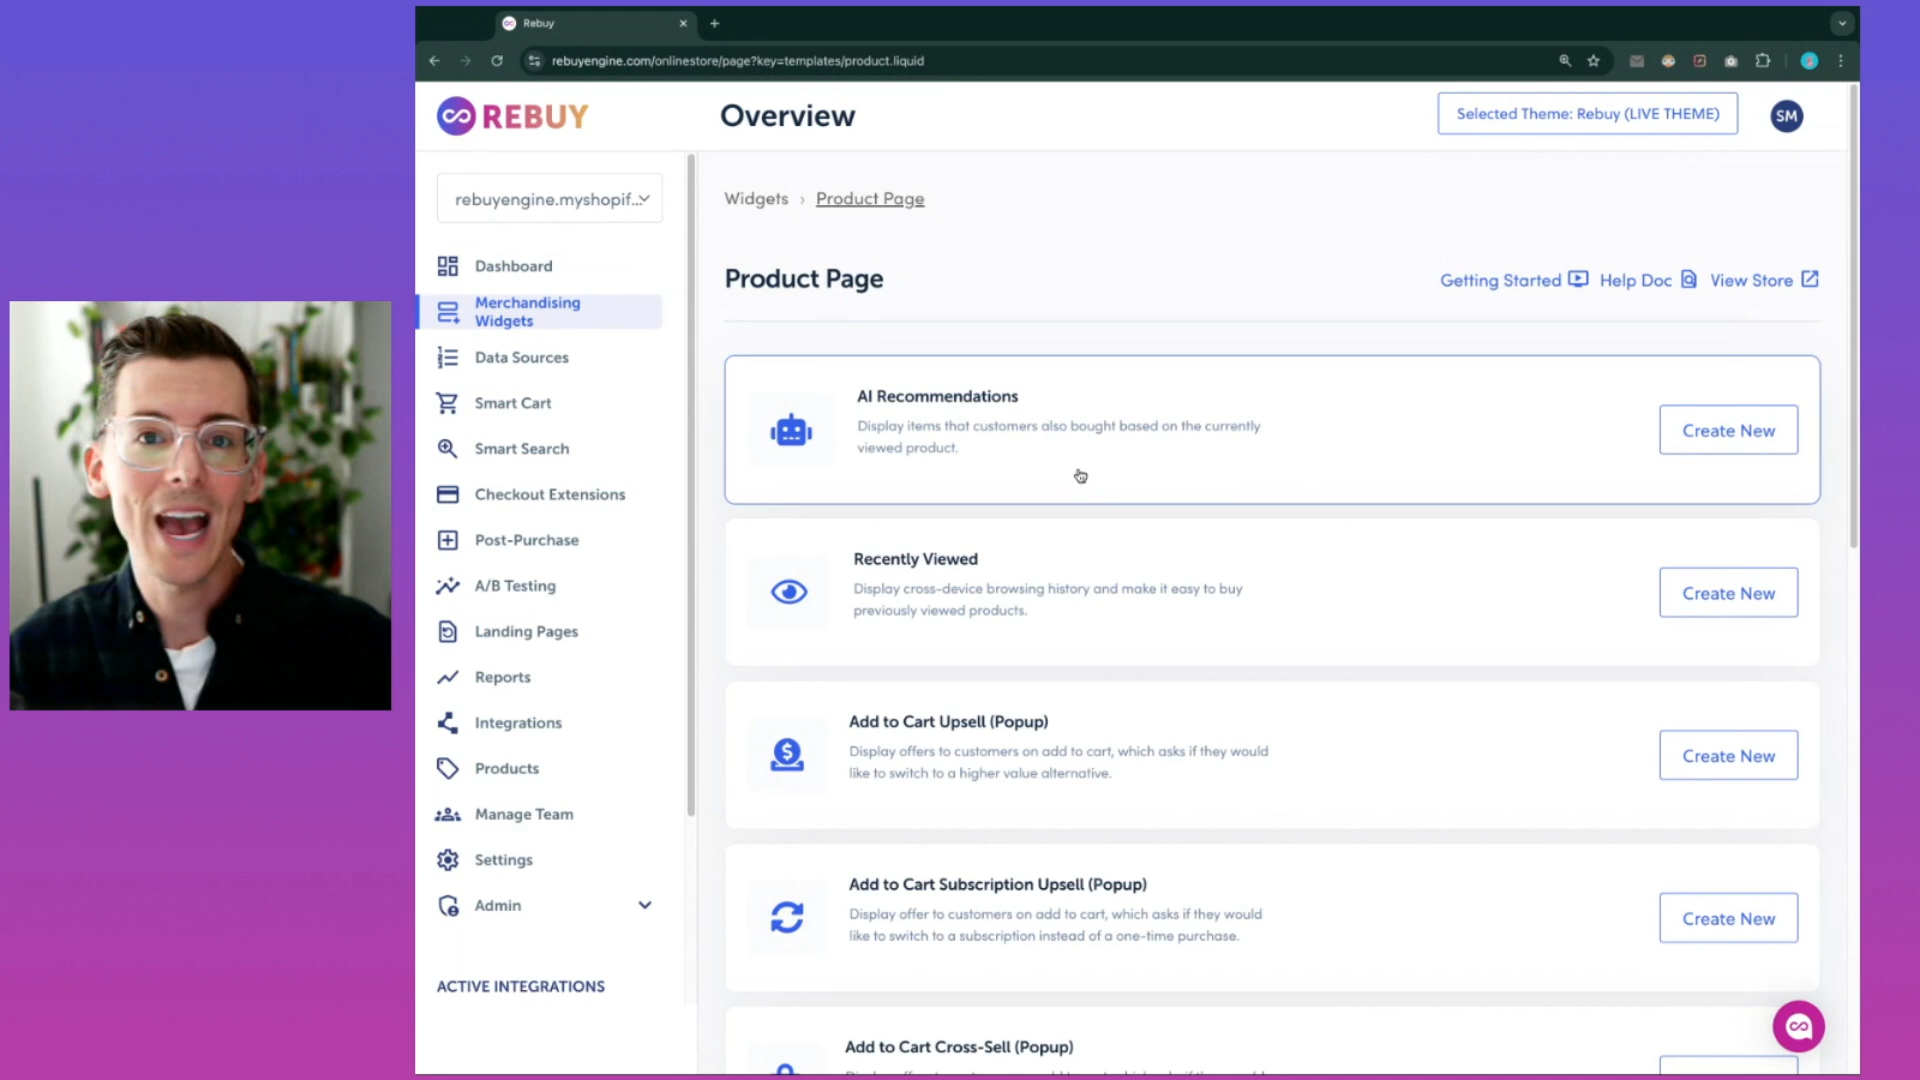 Rebuy
rebuyengine.com/onlinestore/page?key=templates/product.liquid
REBUY
Overview
Selected Theme: Rebuy (LIVE THEME)
SM
rebuyengine.myshopif...
Dashboard
Merchandising
Widgets
Data Sources
Smart Cart
Smart Search
Checkout Extensions
Post-Purchase
A/B Testing
Landing Pages
Reports
Integrations
Products
Manage Team
Settings
Admin
ACTIVE INTEGRATIONS
Widgets › Product Page
Product Page
Getting Started
Help Doc
View Store
AI Recommendations
Display items that customers also bought based on the currently
viewed product.
Create New
Recently Viewed
Display cross-device browsing history and make it easy to buy
previously viewed products.
Create New
Add to Cart Upsell (Popup)
Display offers to customers on add to cart, which asks if they would
like to switch to a higher value alternative.
Create New
Add to Cart Subscription Upsell (Popup)
Display offer to customers on add to cart, which asks if they would
like to switch to a subscription instead of a one-time purchase.
Create New
Add to Cart Cross-Sell (Popup)